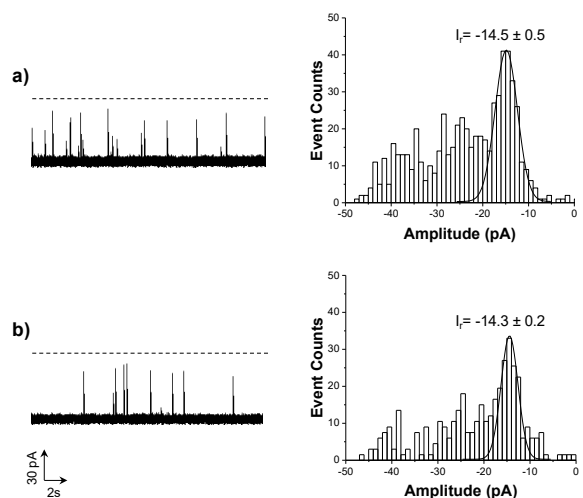 a)
Iᵣ= -14.5 ± 0.5
50
40
30
20
10
0
Event Counts
-50 -40 -30 -20 -10 0
Amplitude (pA)
b)
Iᵣ= -14.3 ± 0.2
50
40
30
20
10
0
Event Counts
-50 -40 -30 -20 -10 0
Amplitude (pA)
30 pA
2s